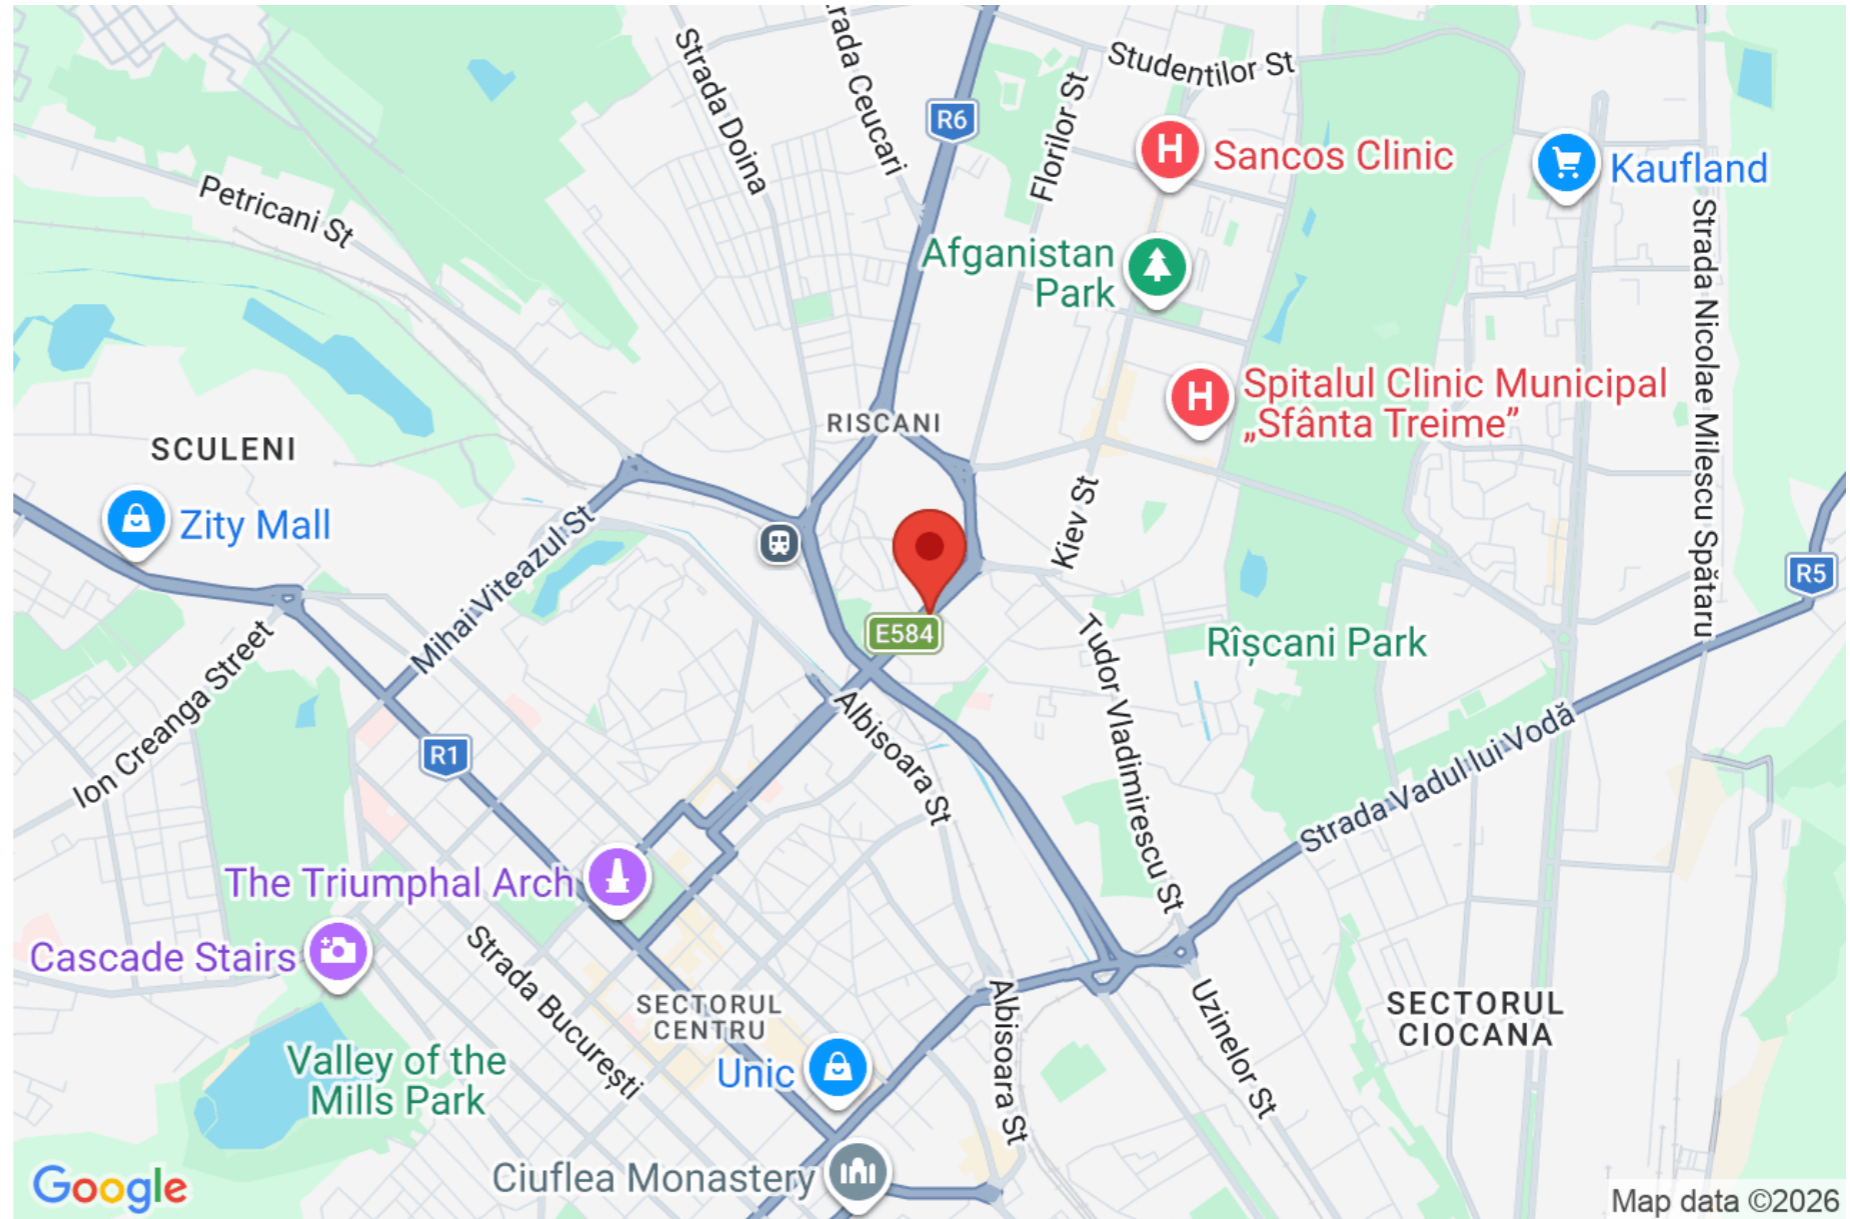 Strada Doina
rada Ceucari
R6
Studentilor St
Florilor St
Sancos Clinic
Kaufland
Petricani St
Afganistan
Park
Strada Nicolae Milescu Spătaru
Spitalul Clinic Municipal
„Sfânta Treime”
RISCANI
SCULENI
Zity Mall
Mihai Viteazul St
Kiev St
R5
E584
Ion Creanga Street
Tudor Vladimirescu St
Rîșcani Park
R1
Albisoara St
Strada Vadul lui Vodă
The Triumphal Arch
Cascade Stairs
Strada București
SECTORUL
CENTRU
Albisoara St
Uzinelor St
SECTORUL
CIOCANA
Valley of the
Mills Park
Unic
Ciuflea Monastery
Google
Map data ©2026